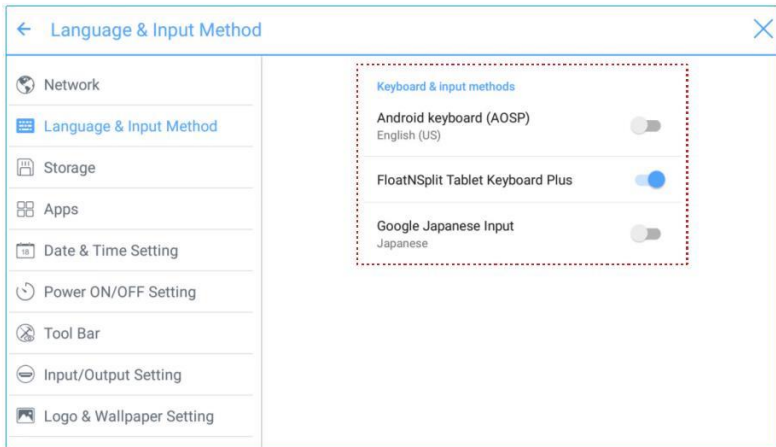 Language & Input Method
Network
Language & Input Method
Storage
Apps
18
Date & Time Setting
Power ON/OFF Setting
Tool Bar
Input/Output Setting
Logo & Wallpaper Setting
Keyboard & input methods
Android keyboard (AOSP)
English (US)
FloatNSplit Tablet Keyboard Plus
Google Japanese Input
Japanese